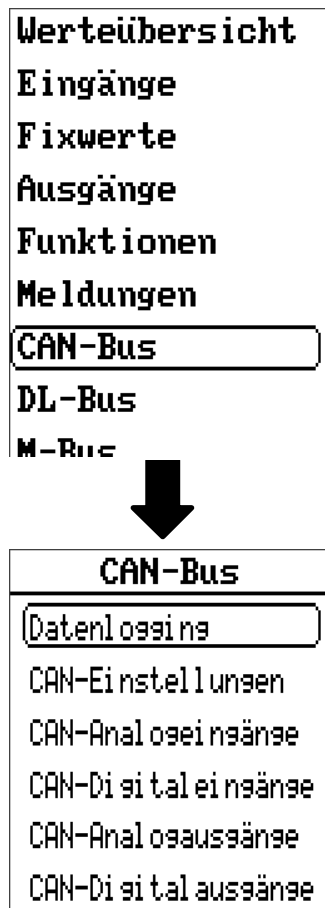 Werteübersicht
Eingänge
Fixwerte
Ausgänge
Funktionen
Meldungen
CAN-Bus
DL-Bus
M-Bus
CAN-Bus
Datenlogging
CAN-Einstellungen
CAN-Analogeingänge
CAN-Digitaleingänge
CAN-Analogausgänge
CAN-Digitalausgänge